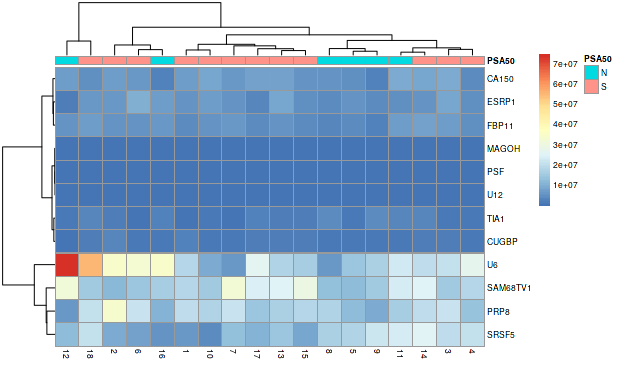 PSA50
CA150
ESRP1
FBP11
MAGOH
PSF
U12
TIA1
CUGBP
U6
SAM68TV1
PRP8
SRSF5
12 18 2 6 16 1 10 7 17 13 15 8 5 9 11 14 3 4
7e+07
6e+07
5e+07
4e+07
3e+07
2e+07
1e+07
PSA50
N
S